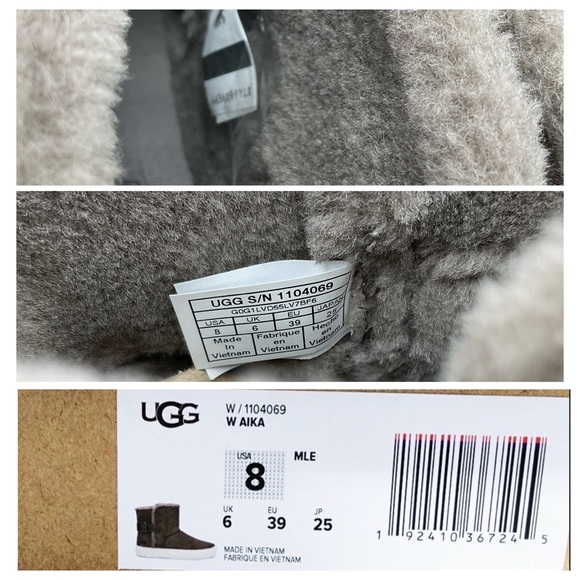 UGG S/N 1104069
G0G1LVD55LV7BF6
USA UK EU JAPAN
8 6 39 25
Made Fabrique Hecho
In en en
Vietnam Vietnam Vietnam
UGG
W / 1104069
W AIKA
USA
8
MLE
UK EU JP
6 39 25
MADE IN VIETNAM
FABRIQUE EN VIETNAM
1 92410 36724 5